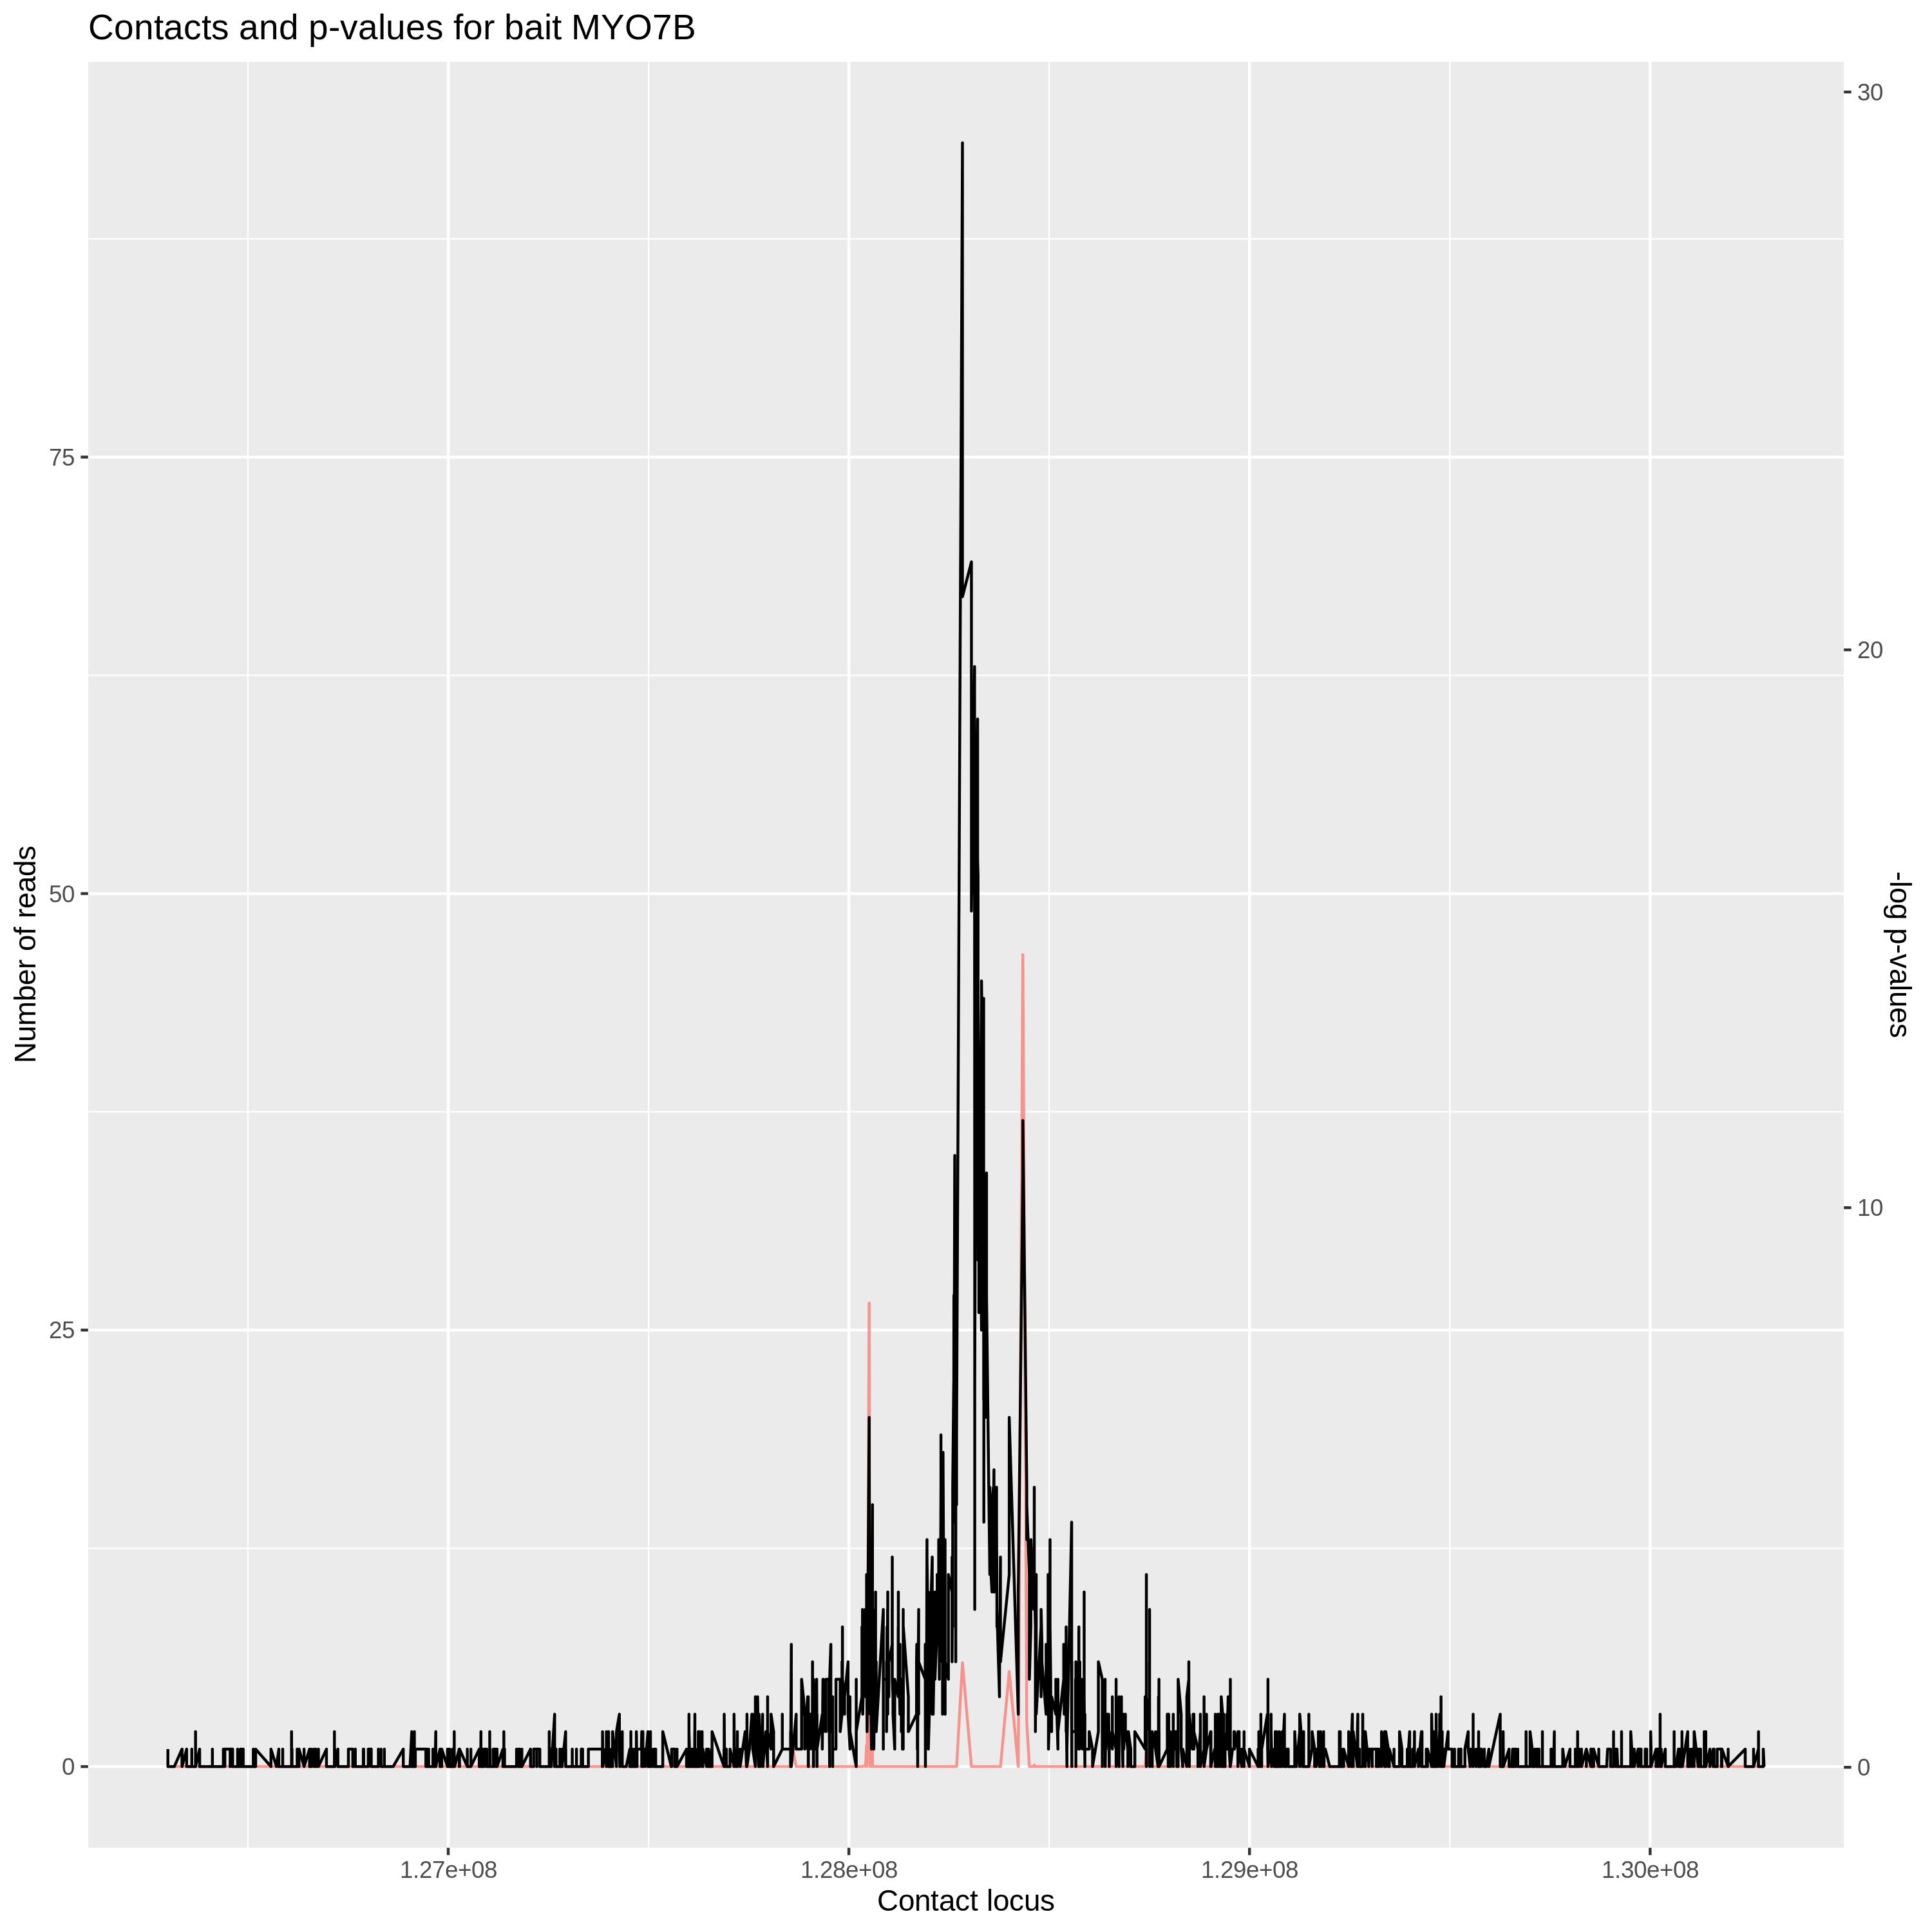 Contacts and p-values for bait MYO7B
Number of reads
75
50
25
0
30
20
10
0
-log p-values
1.27e+08
1.28e+08
1.29e+08
1.30e+08
Contact locus